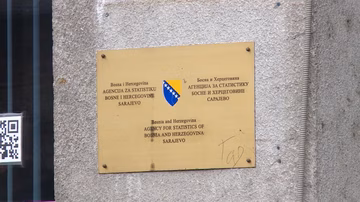 Bosna i Hercegovina
AGENCIJA ZA STATISTIKU
BOSNE I HERCEGOVINE
SARAJEVO
Босна и Херцеговина
АГЕНЦИЈА ЗА СТАТИСТИКУ
БОСНЕ И ХЕРЦЕГОВИНЕ
САРАЈЕВО
Bosnia and Herzegovina
AGENCY FOR STATISTICS OF
BOSNIA AND HERZEGOVINA
SARAJEVO